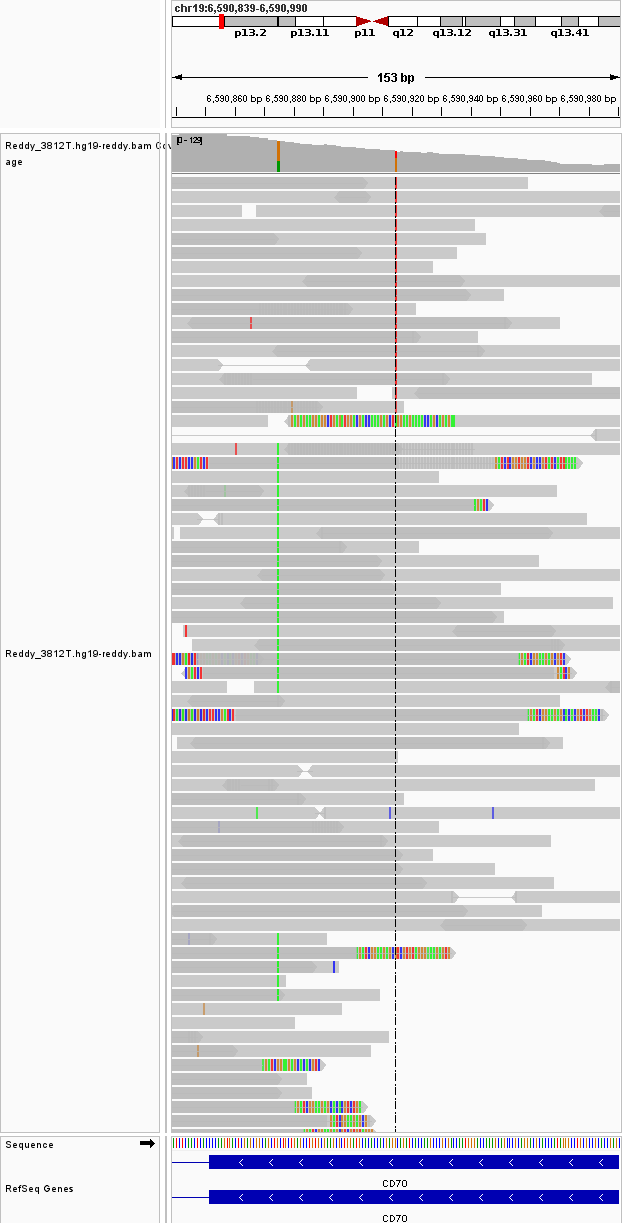 chr19:6,590,839-6,590,990
p13.2 p13.11 p11 q12 q13.12 q13.31 q13.41
153 bp
6,590,860 bp 6,590,880 bp 6,590,900 bp 6,590,920 bp 6,590,940 bp 6,590,960 bp 6,590,980 bp
[0 - 129]
Reddy_3812T.hg19-reddy.bam Cov
age
Reddy_3812T.hg19-reddy.bam
Sequence
CD70
RefSeq Genes
CD70